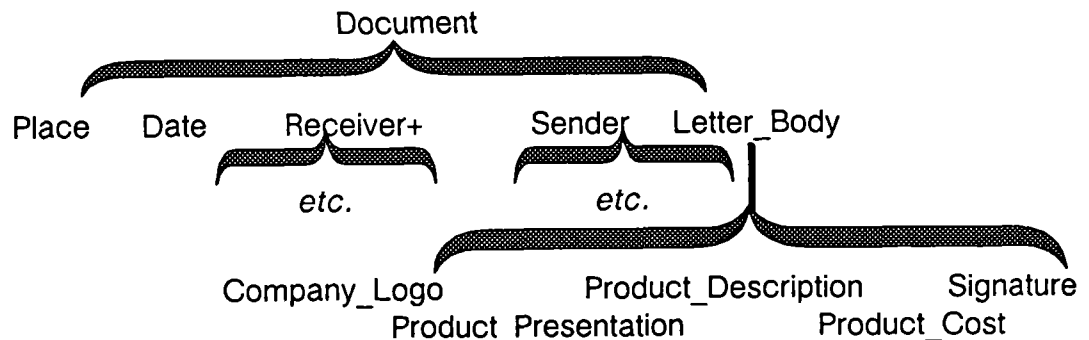 Document
Place Date Receiver+ Sender Letter_Body
etc. etc.
Company_Logo Product_Description Signature
Product Presentation Product_Cost